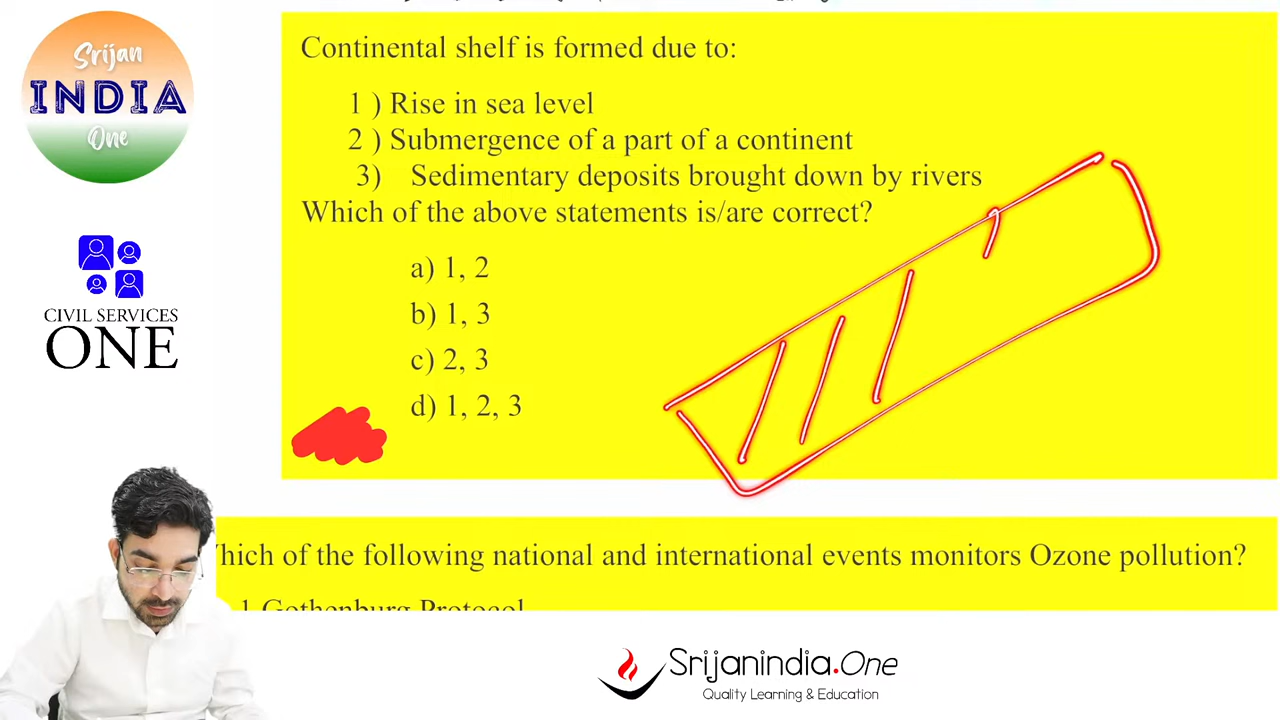 Srijan
INDIA
One
CIVIL SERVICES
ONE
Continental shelf is formed due to:
1 ) Rise in sea level
2 ) Submergence of a part of a continent
3) Sedimentary deposits brought down by rivers
Which of the above statements is/are correct?
a) 1, 2
b) 1, 3
c) 2, 3
d) 1, 2, 3
hich of the following national and international events monitors Ozone pollution?
1 Gothenburg Protocol
Srijanindia.One
Quality Learning & Education